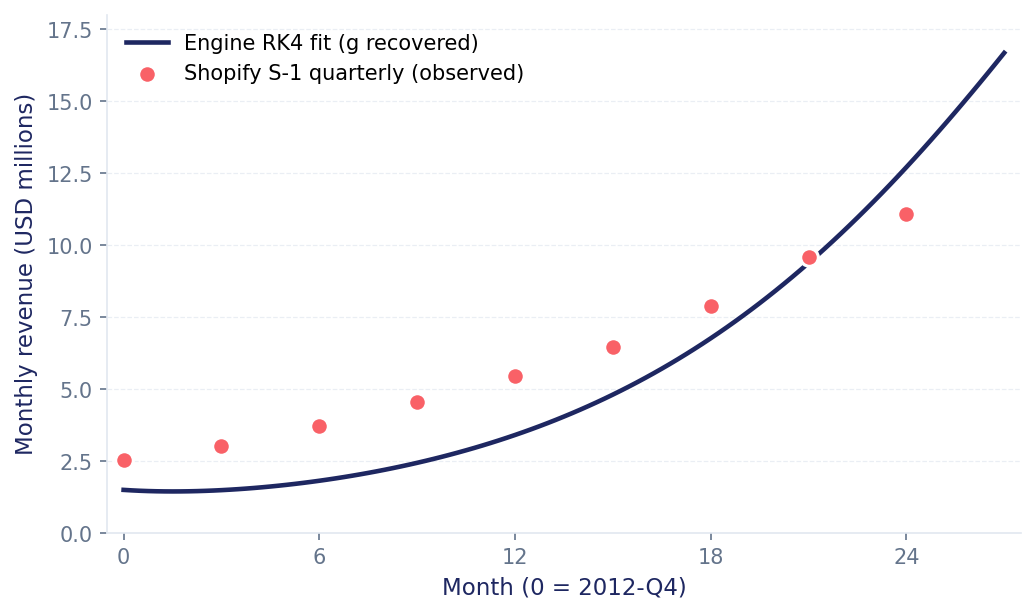 Engine RK4 fit (g recovered)
Shopify S-1 quarterly (observed)
Monthly revenue (USD millions)
17.5
15.0
12.5
10.0
7.5
5.0
2.5
0.0
0 6 12 18 24
Month (0 = 2012-Q4)